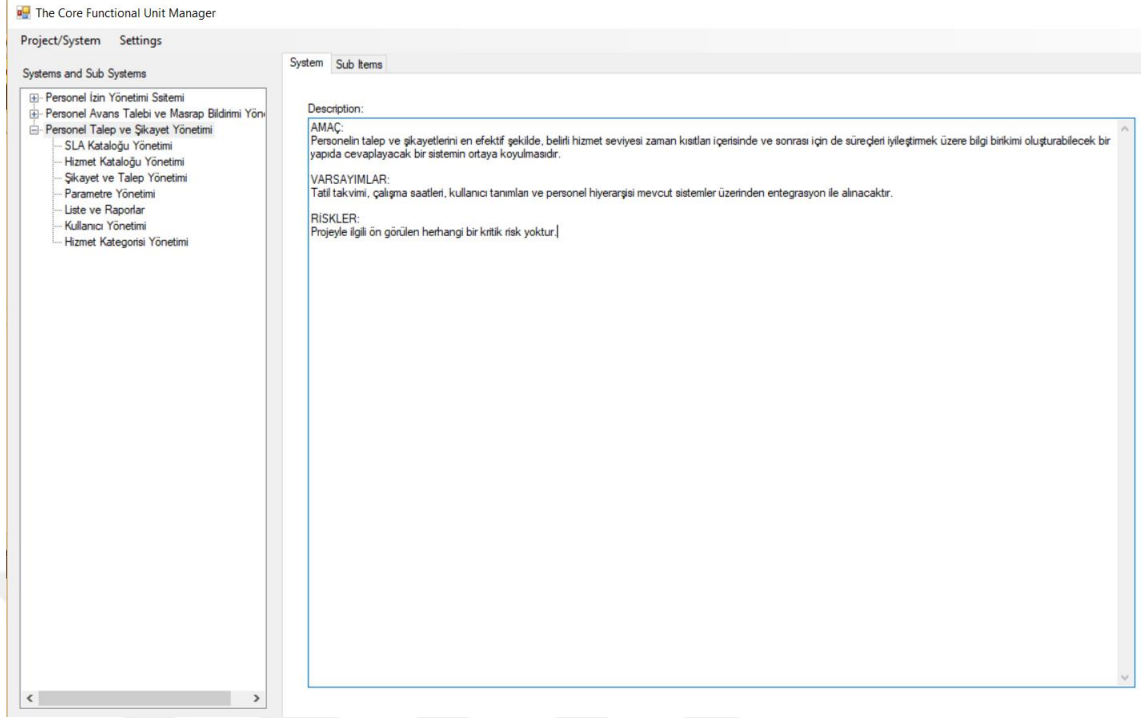 The Core Functional Unit Manager
Project/System Settings
Systems and Sub Systems
Personel İzin Yönetimi Ssitemi
Personel Avans Talebi ve Masrap Bildirimi Yön
Personel Talep ve Şikayet Yönetimi
SLA Kataloğu Yönetimi
Hizmet Kataloğu Yönetimi
Şikayet ve Talep Yönetimi
Parametre Yönetimi
Liste ve Raporlar
Kullanıcı Yönetimi
Hizmet Kategorisi Yönetimi
System Sub Items
Description:
AMAÇ:
Personelin talep ve şikayetlerini en efektif şekilde, belirli hizmet seviyesi zaman kısıtları içerisinde ve sonrası için de süreçleri iyileştirmek üzere bilgi birikimi oluşturabilecek bir
yapıda cevaplayacak bir sistemin ortaya koyulmasıdır.
VARSAYIMLAR:
Tatil takvimi, çalışma saatleri, kullanıcı tanımları ve personel hiyerarşisi mevcut sistemler üzerinden entegrasyon ile alınacaktır.
RİSKLER:
Projeyle ilgili ön görülen herhangi bir kritik risk yoktur.